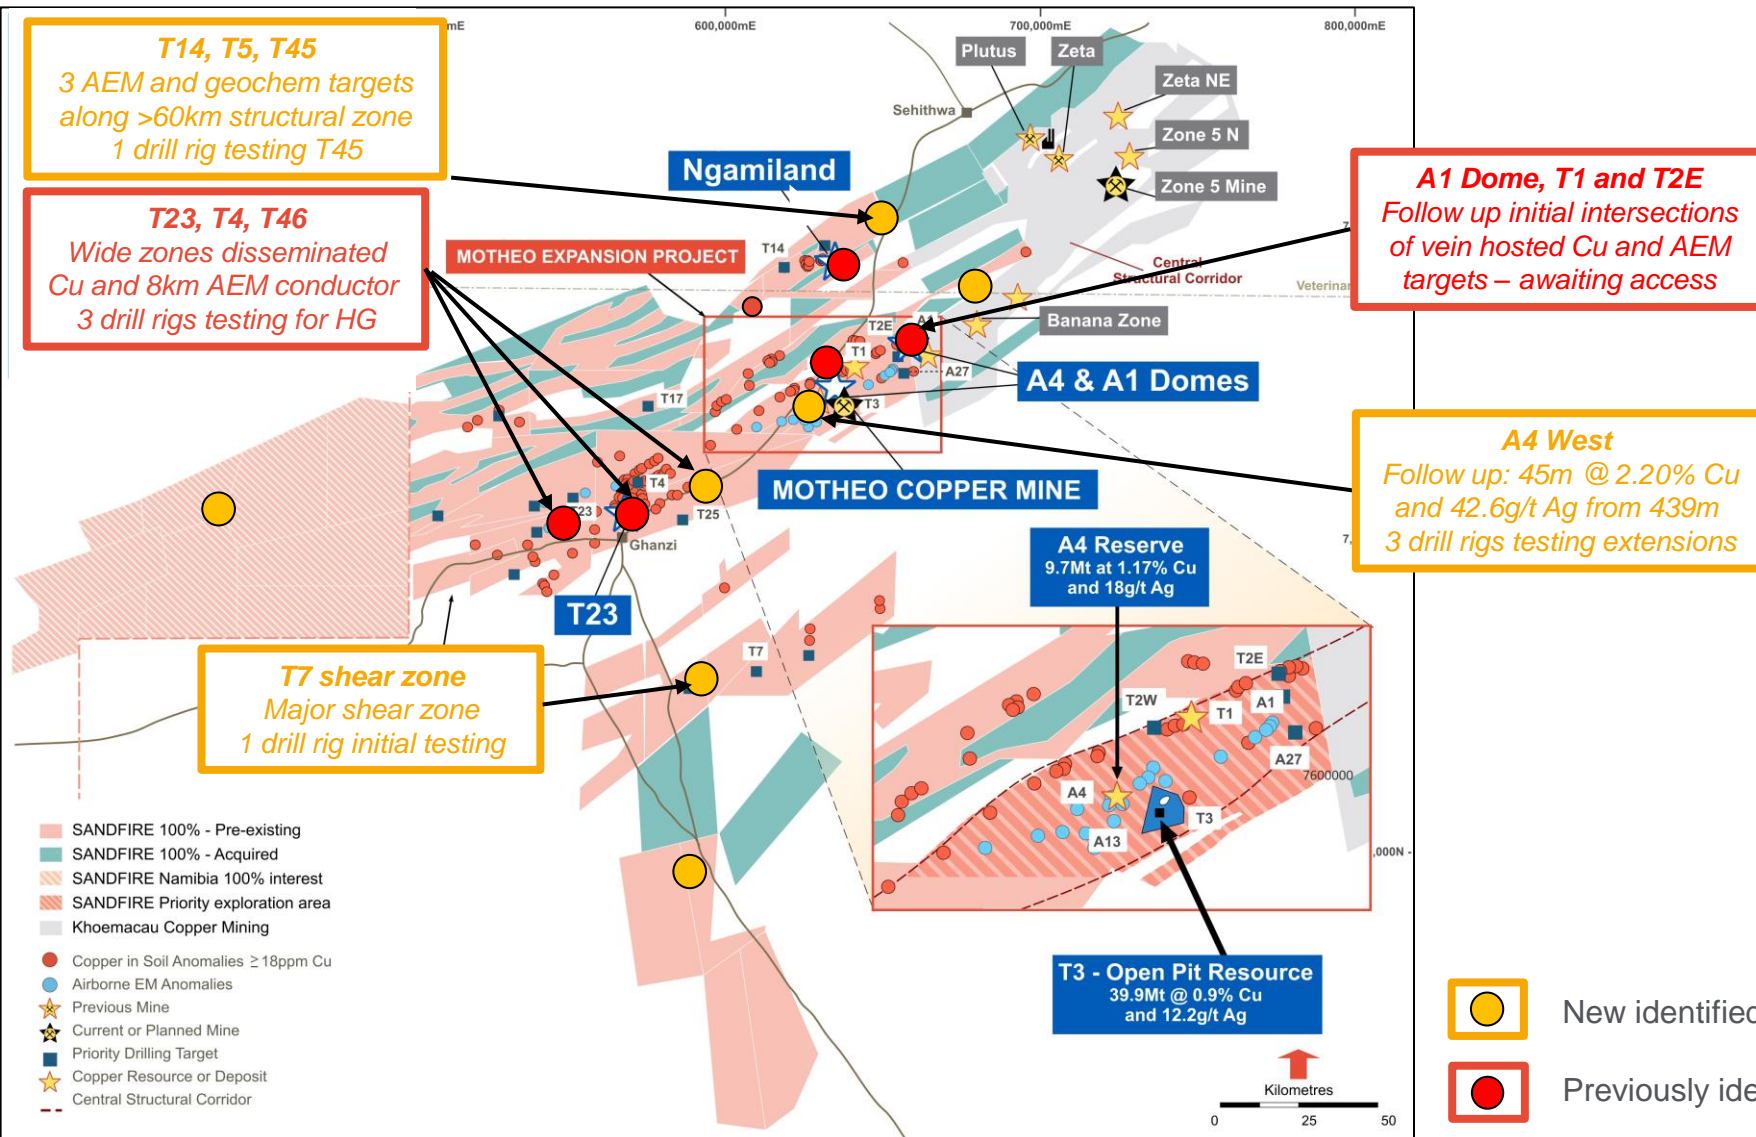 mE
600,000mE
700,000mE
800,000mE
T14, T5, T45
3 AEM and geochem targets
along >60km structural zone
1 drill rig testing T45
T23, T4, T46
Wide zones disseminated
Cu and 8km AEM conductor
3 drill rigs testing for HG
Plutus
Zeta
Zeta NE
Sehithwa
Zone 5 N
Zone 5 Mine
Ngamiland
A1 Dome, T1 and T2E
Follow up initial intersections
of vein hosted Cu and AEM
targets – awaiting access
MOTHEO EXPANSION PROJECT
T14
Central
Structural Corridor
Banana Zone
T2E
T1
A27
A4 & A1 Domes
T3
T17
A4 West
Follow up: 45m @ 2.20% Cu
and 42.6g/t Ag from 439m
3 drill rigs testing extensions
MOTHEO COPPER MINE
T4
T23
T25
Ghanzi
T23
A4 Reserve
9.7Mt at 1.17% Cu
and 18g/t Ag
T7 shear zone
Major shear zone
1 drill rig initial testing
T7
T2E
T2W
T1
A1
A27
7600000
A4
T3
A13
,000N
T3 - Open Pit Resource
39.9Mt @ 0.9% Cu
and 12.2g/t Ag
SANDFIRE 100% - Pre-existing
SANDFIRE 100% - Acquired
SANDFIRE Namibia 100% interest
SANDFIRE Priority exploration area
Khoemacau Copper Mining
Copper in Soil Anomalies ≥ 18ppm Cu
Airborne EM Anomalies
Previous Mine
Current or Planned Mine
Priority Drilling Target
Copper Resource or Deposit
Central Structural Corridor
Kilometres
0 25 50
New identified
Previously